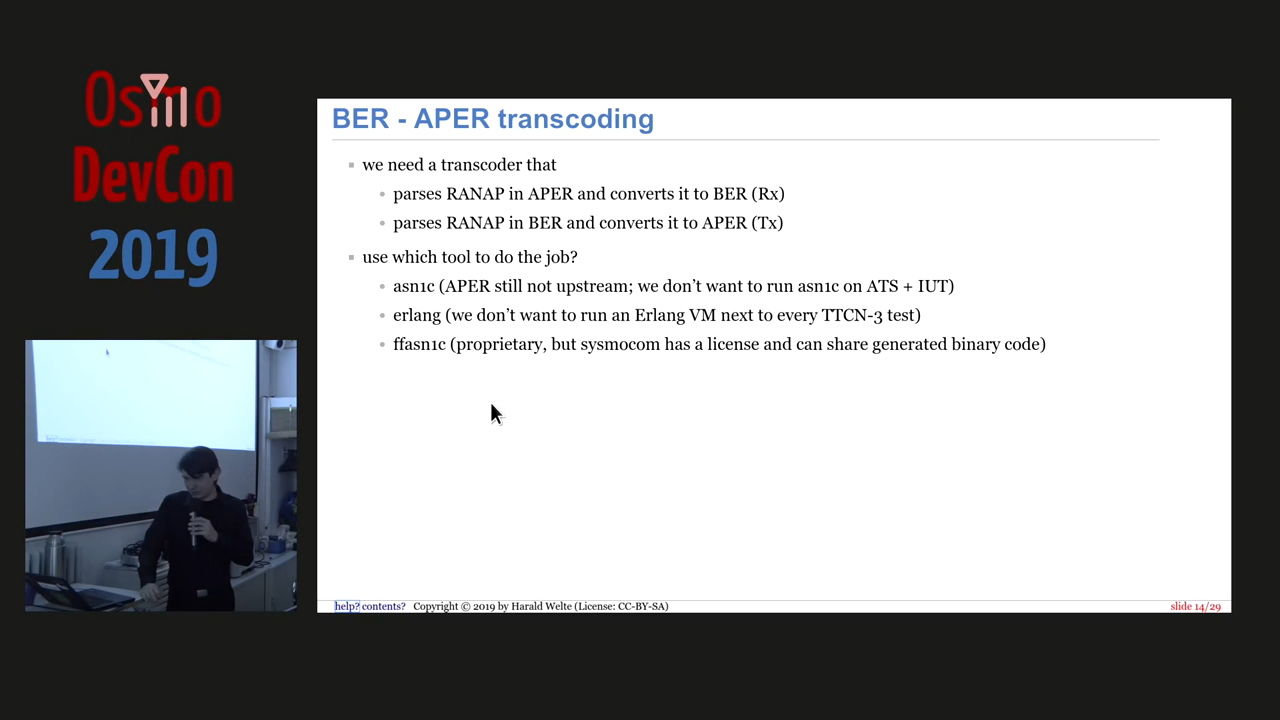 Osmo
DevCon
2019
BER - APER transcoding
we need a transcoder that
parses RANAP in APER and converts it to BER (Rx)
parses RANAP in BER and converts it to APER (Tx)
use which tool to do the job?
asn1c (APER still not upstream; we don’t want to run asn1c on ATS + IUT)
erlang (we don’t want to run an Erlang VM next to every TTCN-3 test)
ffasn1c (proprietary, but sysmocom has a license and can share generated binary code)
help? contents? Copyright © 2019 by Harald Welte (License: CC-BY-SA)
slide 14/29